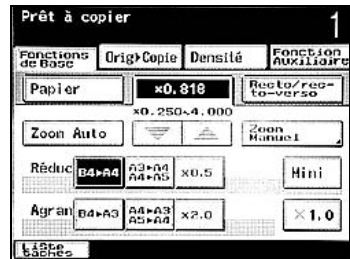 Prêt à copier 1
Fonctions de Base Orig▸Copie Densité Fonction Auxiliaire
Papier ×0.818 Recto/rec-to-verso
×0.250~4.000
Zoom Auto Zoom Manuel
Réduc B4▸A4 A3▸A4 A4▸A5 ×0.5 Mini
Agran B4▸A3 A4▸A3 A5▸A4 ×2.0 ×1.0
Liste tâches